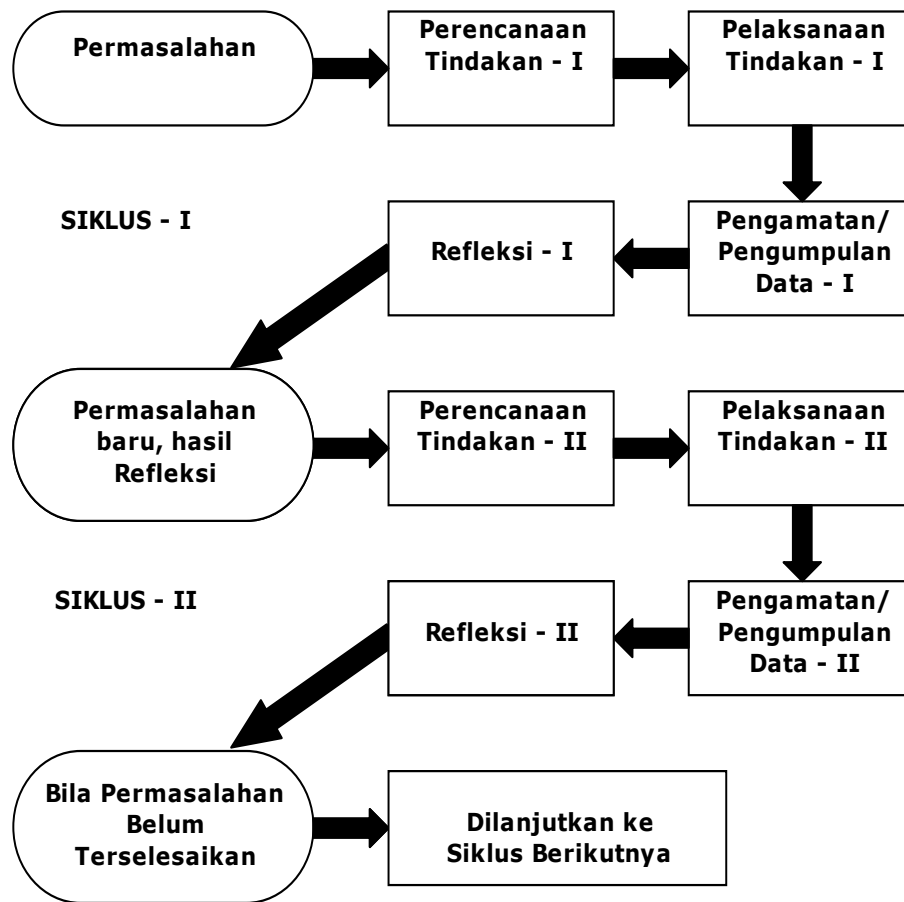 Permasalahan
Perencanaan
Tindakan - I
Pelaksanaan
Tindakan - I
SIKLUS - I
Refleksi - I
Pengamatan/
Pengumpulan
Data - I
Permasalahan
baru, hasil
Refleksi
Perencanaan
Tindakan - II
Pelaksanaan
Tindakan - II
SIKLUS - II
Refleksi - II
Pengamatan/
Pengumpulan
Data - II
Bila Permasalahan
Belum
Terselesaikan
Dilanjutkan ke
Siklus Berikutnya